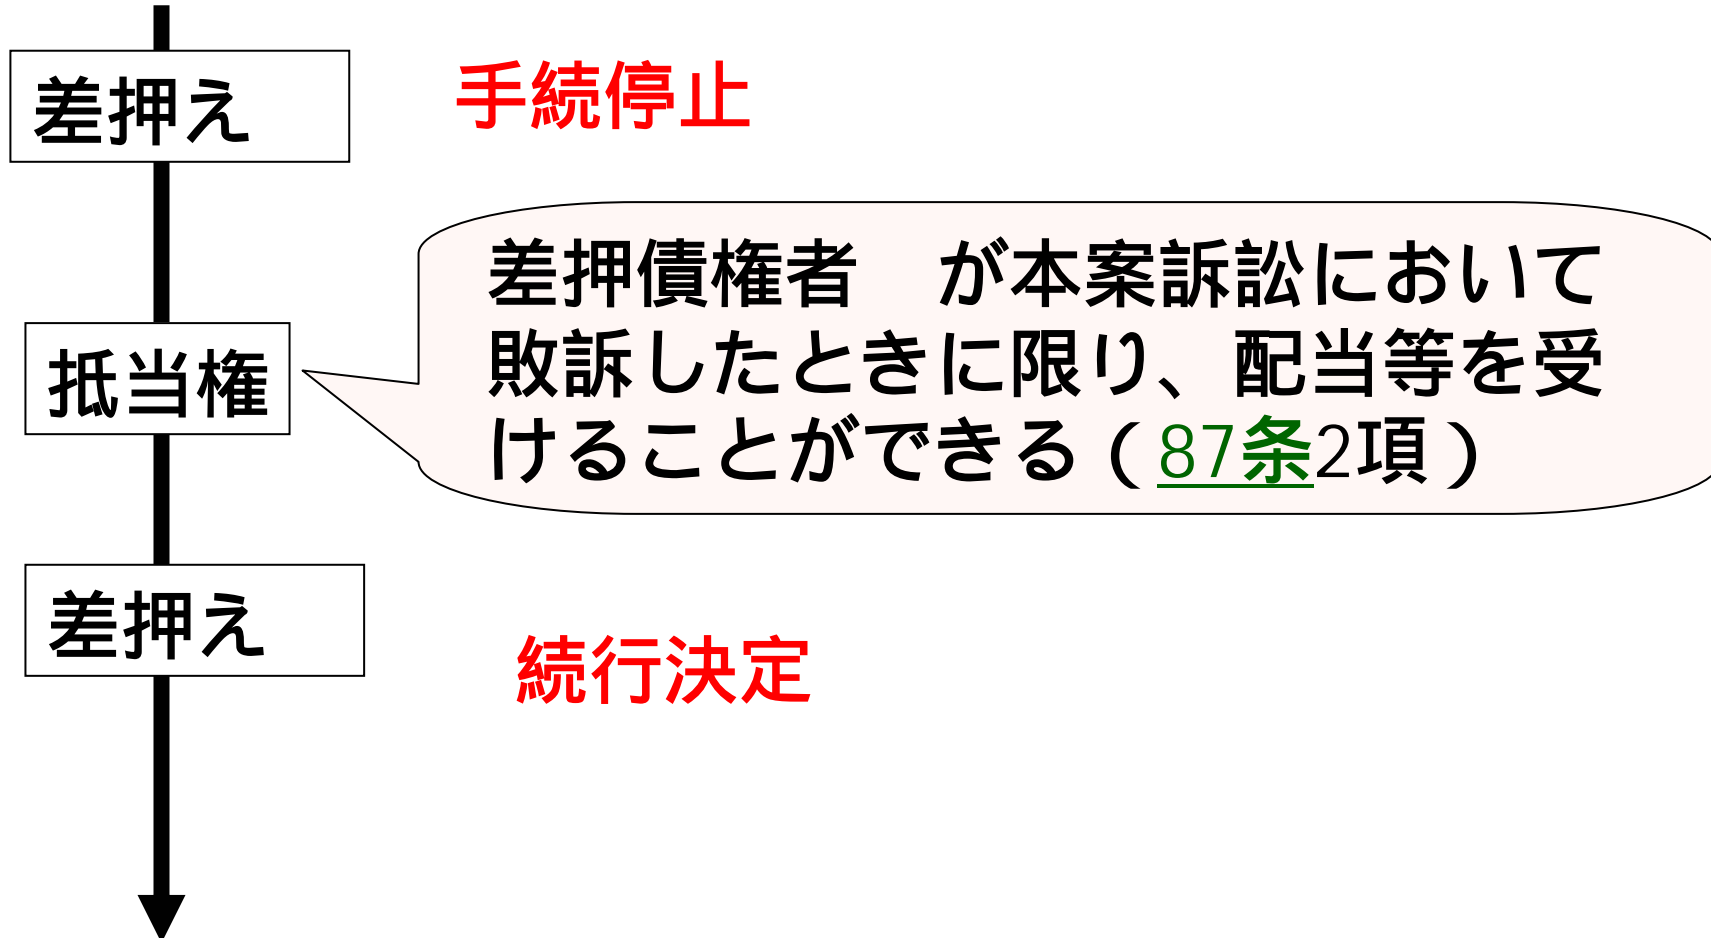 差押え
手続停止
差押債権者　が本案訴訟において
敗訴したときに限り、配当等を受
けることができる（87条2項）
抵当権
差押え
続行決定